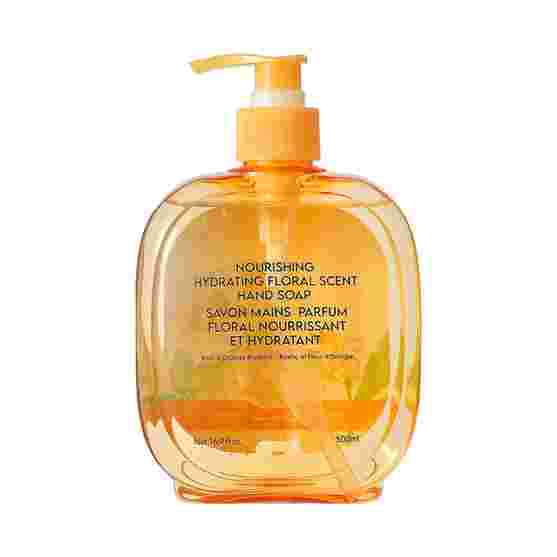 NOURISHING
HYDRATING FLORAL SCENT
HAND SOAP
SAVON MAINS PARFUM
FLORAL NOURRISSANT
ET HYDRATANT
500ml